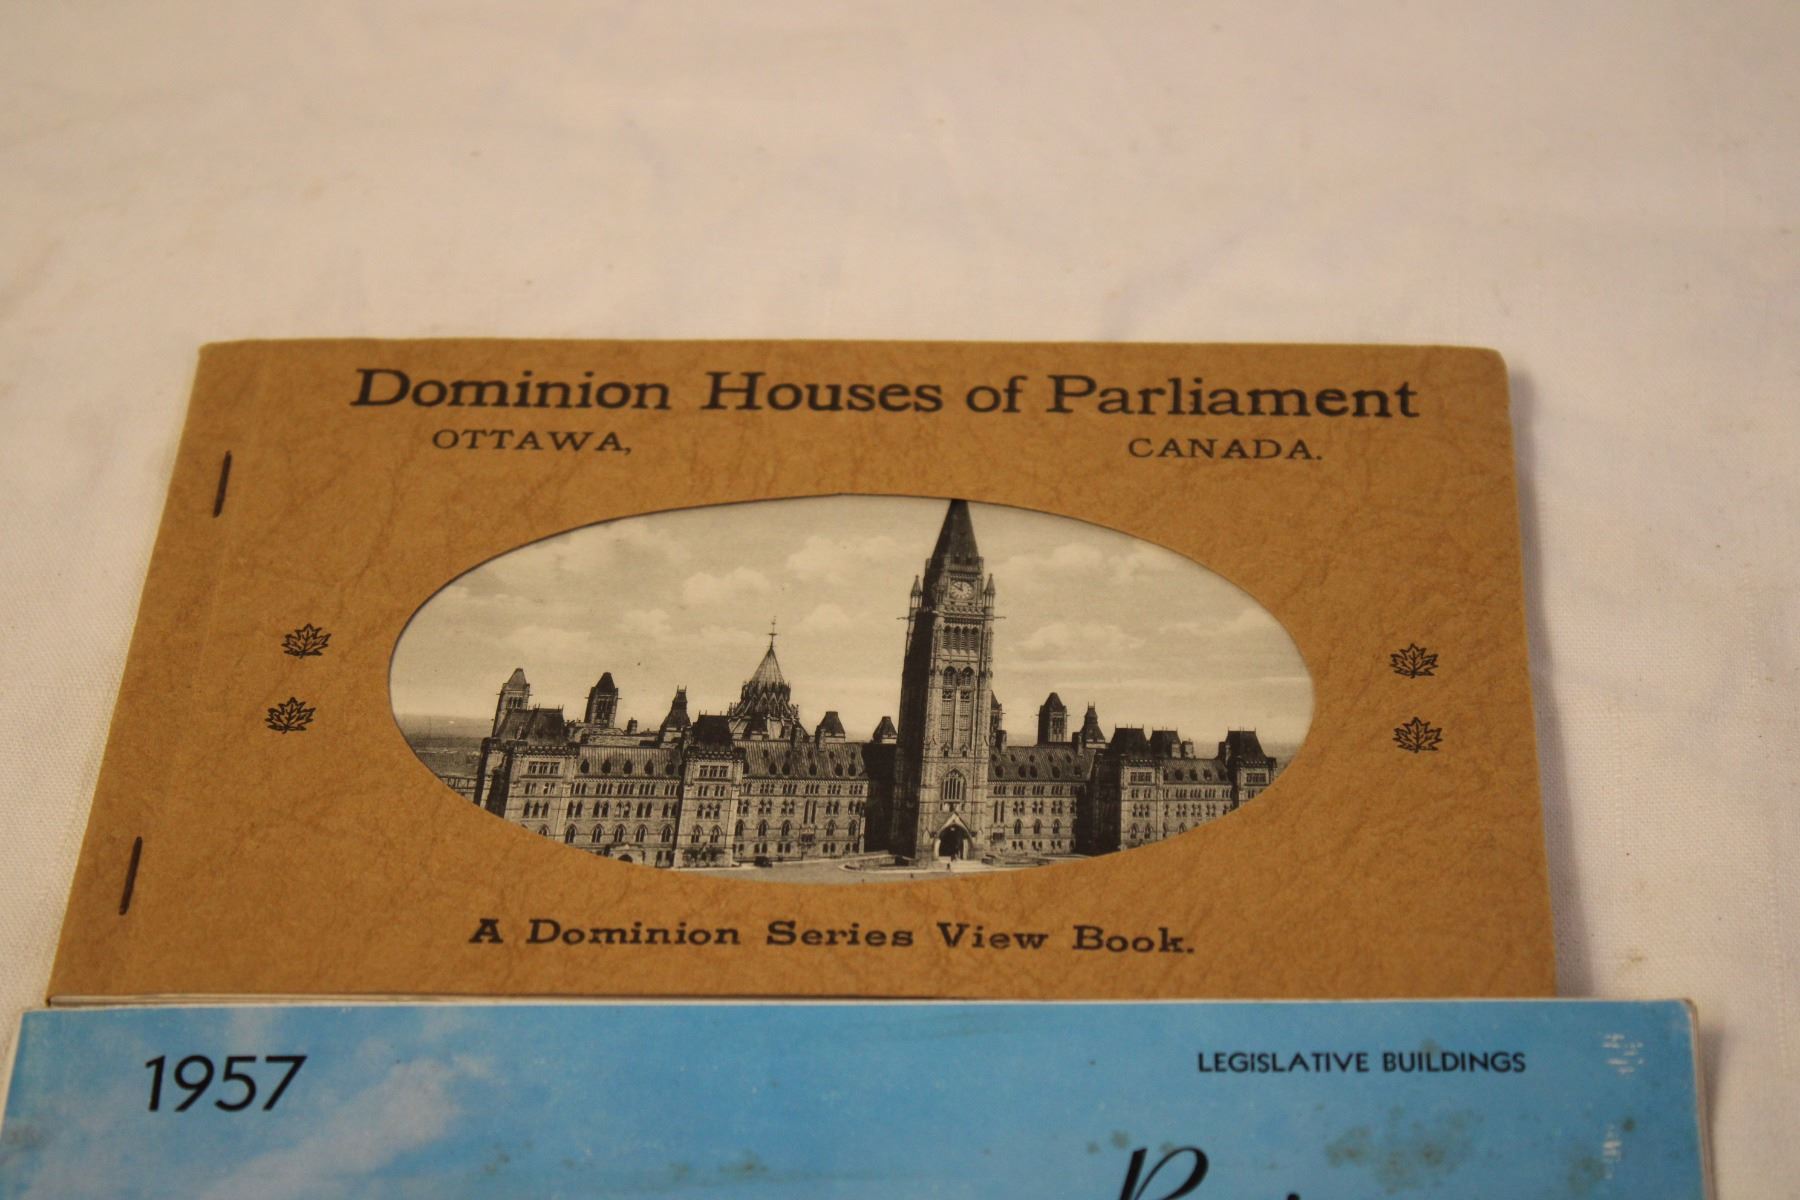 Dominion Houses of Parliament
OTTAWA, CANADA.
A Dominion Series View Book.
1957 LEGISLATIVE BUILDINGS